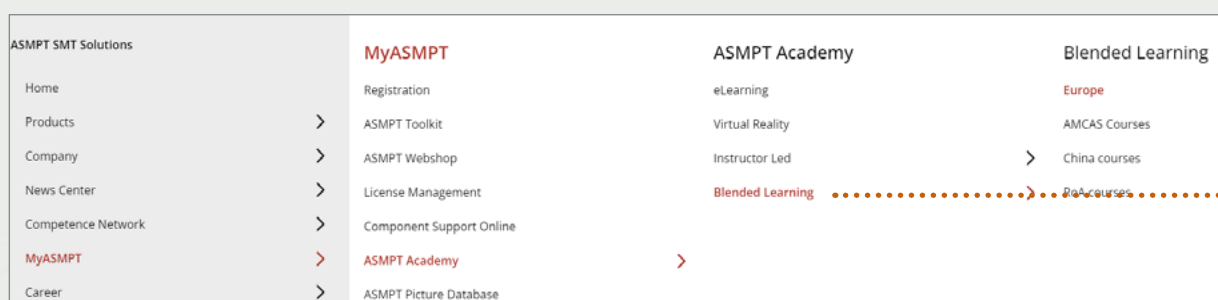 ASMPT SMT Solutions
Home
Products
Company
News Center
Competence Network
MyASMPT
Career
MyASMPT
Registration
ASMPT Toolkit
ASMPT Webshop
License Management
Component Support Online
ASMPT Academy
ASMPT Picture Database
ASMPT Academy
eLearning
Virtual Reality
Instructor Led
Blended Learning
Blended Learning
Europe
AMCAS Courses
China courses
RoA courses